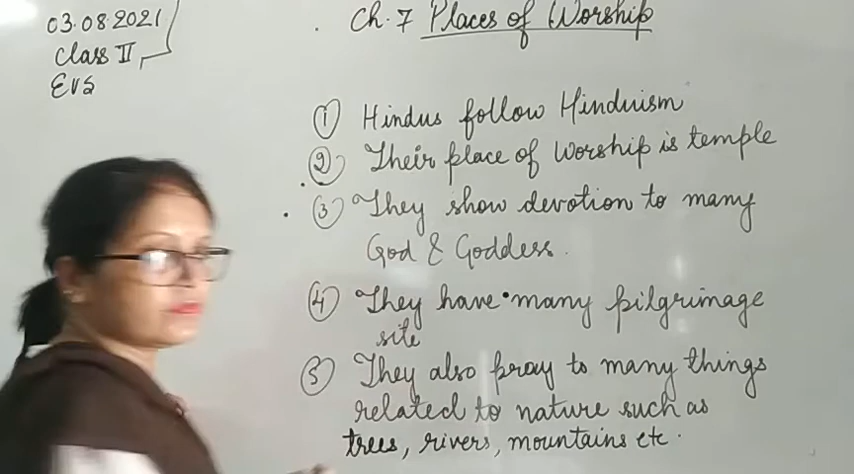 03.08.2021
Class II
EVS
Ch. 7 Places of Worship
① Hindus follow Hinduism
② Their place of Worship is temple
③ They show devotion to many
God & Goddess.
④ They have many pilgrimage
site
⑤ They also pray to many things
related to nature such as
trees, rivers, mountains etc.